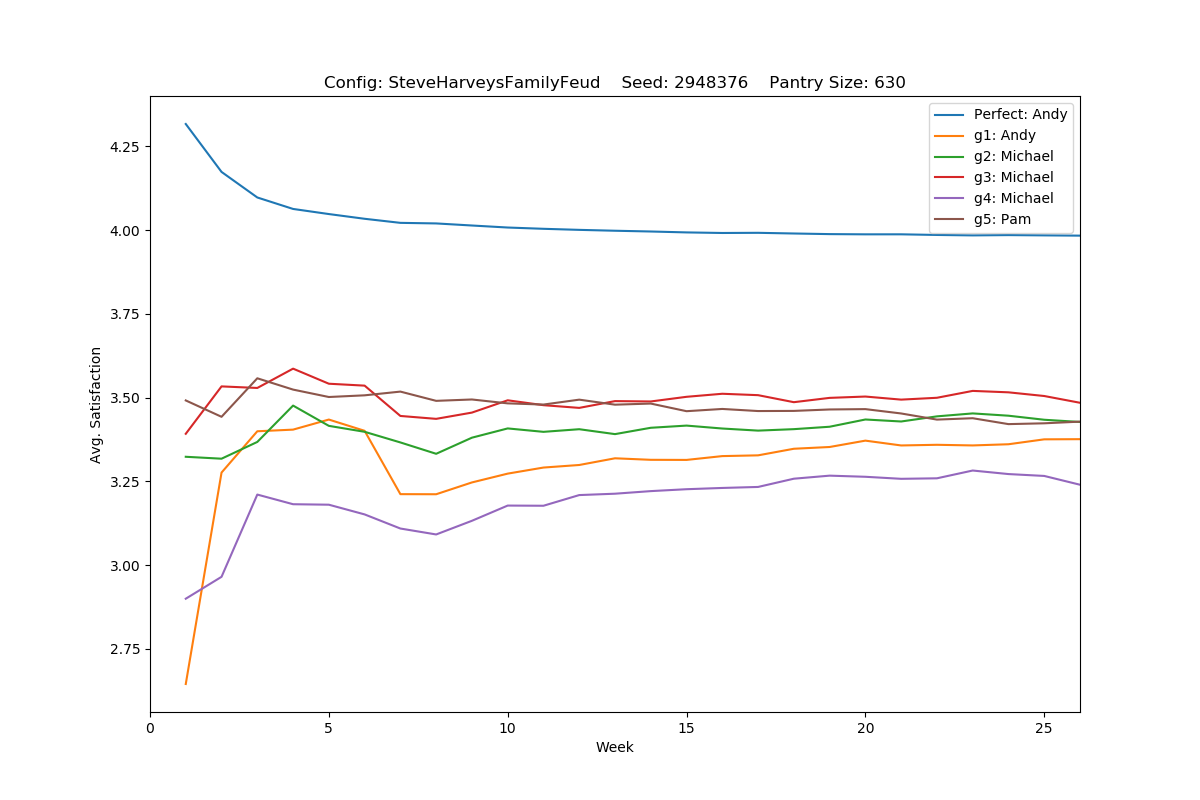 Config: SteveHarveysFamilyFeud    Seed: 2948376    Pantry Size: 630
Perfect: Andy
g1: Andy
g2: Michael
g3: Michael
g4: Michael
g5: Pam
4.25
4.00
3.75
3.50
3.25
3.00
2.75
Avg. Satisfaction
0 5 10 15 20 25
Week